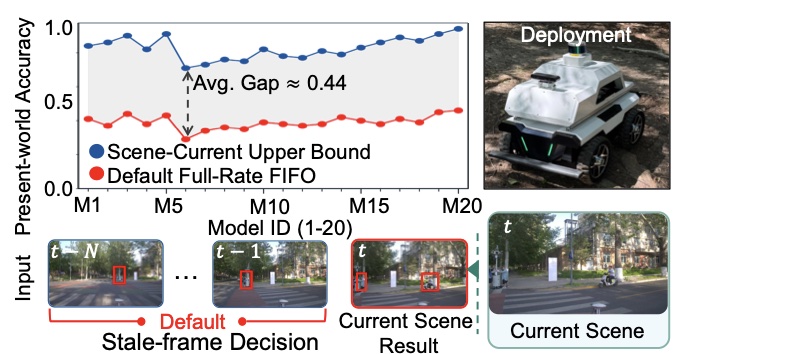 Present-world Accuracy
1.0
0.5
0.0
Avg. Gap ≈ 0.44
Scene-Current Upper Bound
Default Full-Rate FIFO
M1
M5
M10
M15
M20
Model ID (1-20)
Deployment
Input
t − N
...
t − 1
t
t
Default
Stale-frame Decision
Current Scene
Result
Current Scene